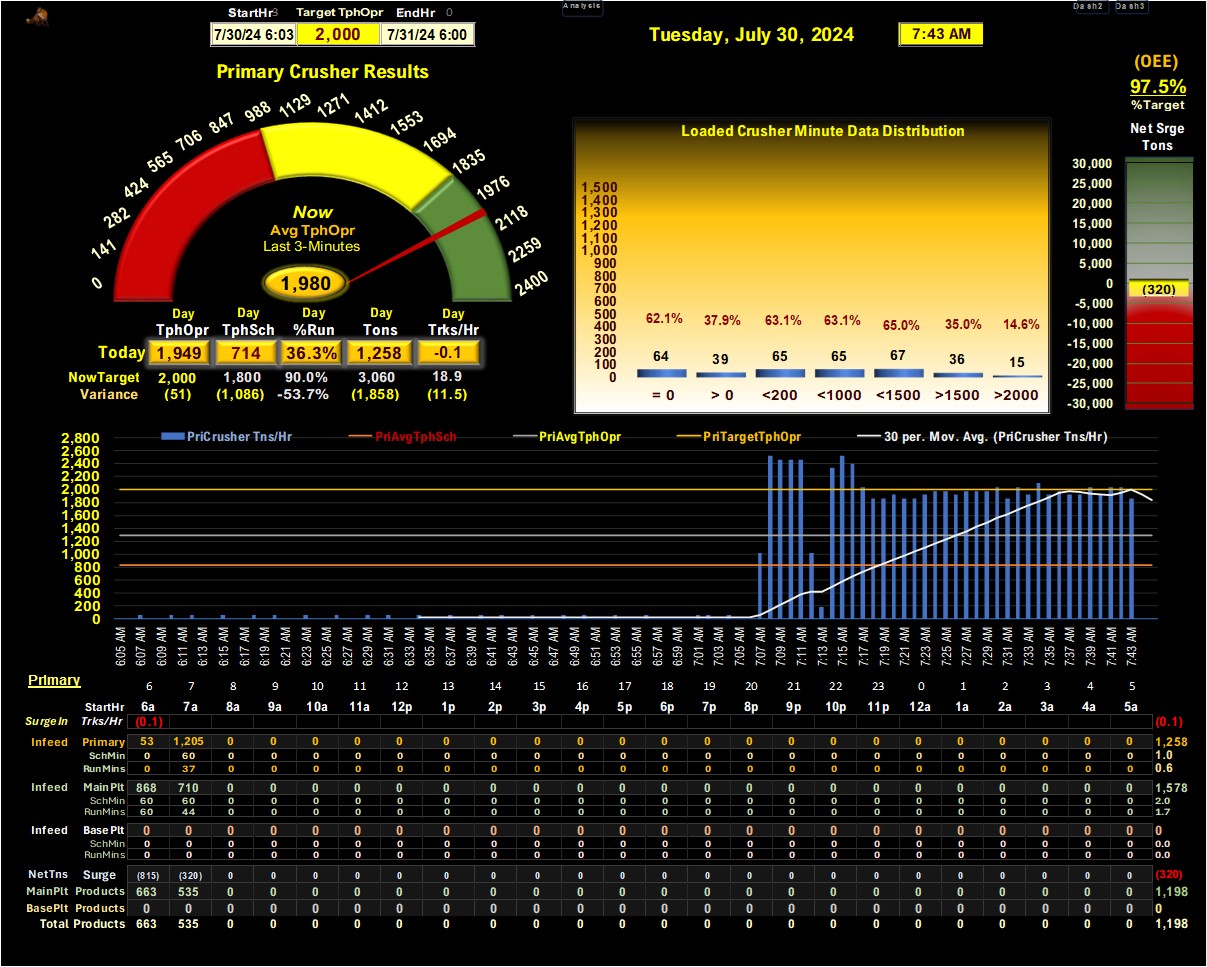 StartHr 3 Target TphOpr EndHr 0
7/30/24 6:03 2,000 7/31/24 6:00
Analysis
Dash2 Dash3
Tuesday, July 30, 2024 7:43 AM
(OEE)
97.5%
%Target
Net Srge
Tons
30,000
25,000
20,000
15,000
10,000
5,000
0
(320)
-5,000
-10,000
-15,000
-20,000
-25,000
-30,000
Primary Crusher Results
0 141 282 424 565 706 847 988 1129 1271 1412 1553 1694 1835 1976 2118 2259 2400
Now
Avg TphOpr
Last 3-Minutes
1,980
Day Day Day Day Day
TphOpr TphSch %Run Tons Trks/Hr
Today 1,949 714 36.3% 1,258 -0.1
NowTarget 2,000 1,800 90.0% 3,060 18.9
Variance (51) (1,086) -53.7% (1,858) (11.5)
Loaded Crusher Minute Data Distribution
1,500
1,400
1,300
1,200
1,100
1,000
900
800
700
600
500
400
300
200
100
0
62.1% 37.9% 63.1% 63.1% 65.0% 35.0% 14.6%
64 39 65 65 67 36 15
= 0 > 0 <200 <1000 <1500 >1500 >2000
PriCrusher Tns/Hr PriAvgTphSch PriAvgTphOpr PriTargetTphOpr 30 per. Mov. Avg. (PriCrusher Tns/Hr)
2,800
2,600
2,400
2,000
1,800
1,600
1,400
1,200
1,000
800
600
400
200
0
6:05 AM 6:07 AM 6:09 AM 6:11 AM 6:13 AM 6:15 AM 6:17 AM 6:19 AM 6:21 AM 6:23 AM 6:25 AM 6:27 AM 6:29 AM 6:31 AM 6:33 AM 6:35 AM 6:37 AM 6:39 AM 6:41 AM 6:43 AM 6:45 AM 6:47 AM 6:49 AM 6:51 AM 6:53 AM 6:55 AM 6:57 AM 6:59 AM 7:01 AM 7:03 AM 7:05 AM 7:07 AM 7:09 AM 7:11 AM 7:13 AM 7:15 AM 7:17 AM 7:19 AM 7:21 AM 7:23 AM 7:25 AM 7:27 AM 7:29 AM 7:31 AM 7:33 AM 7:35 AM 7:37 AM 7:39 AM 7:41 AM 7:43 AM
Primary
6 7 8 9 10 11 12 13 14 15 16 17 18 19 20 21 22 23 0 1 2 3 4 5
StartHr 6a 7a 8a 9a 10a 11a 12p 1p 2p 3p 4p 5p 6p 7p 8p 9p 10p 11p 12a 1a 2a 3a 4a 5a
SurgeIn Trks/Hr (0.1) (0.1)
Infeed Primary 53 1,205 0 0 0 0 0 0 0 0 0 0 0 0 0 0 0 0 0 0 0 0 0 0 1,258
SchMin 0 60 0 0 0 0 0 0 0 0 0 0 0 0 0 0 0 0 0 0 0 0 0 0 1.0
RunMins 0 37 0 0 0 0 0 0 0 0 0 0 0 0 0 0 0 0 0 0 0 0 0 0 0.6
Infeed MainPlt 868 710 0 0 0 0 0 0 0 0 0 0 0 0 0 0 0 0 0 0 0 0 0 0 1,578
SchMin 60 60 0 0 0 0 0 0 0 0 0 0 0 0 0 0 0 0 0 0 0 0 0 0 2.0
RunMins 60 44 0 0 0 0 0 0 0 0 0 0 0 0 0 0 0 0 0 0 0 0 0 0 1.7
Infeed BasePlt 0 0 0 0 0 0 0 0 0 0 0 0 0 0 0 0 0 0 0 0 0 0 0 0 0
SchMin 0 0 0 0 0 0 0 0 0 0 0 0 0 0 0 0 0 0 0 0 0 0 0 0 0.0
RunMins 0 0 0 0 0 0 0 0 0 0 0 0 0 0 0 0 0 0 0 0 0 0 0 0 0.0
NetTns Surge (815) (320) 0 0 0 0 0 0 0 0 0 0 0 0 0 0 0 0 0 0 0 0 0 0 (320)
MainPlt Products 663 535 0 0 0 0 0 0 0 0 0 0 0 0 0 0 0 0 0 0 0 0 0 0 1,198
BasePlt Products 0 0 0 0 0 0 0 0 0 0 0 0 0 0 0 0 0 0 0 0 0 0 0 0 0
Total Products 663 535 0 0 0 0 0 0 0 0 0 0 0 0 0 0 0 0 0 0 0 0 0 0 1,198